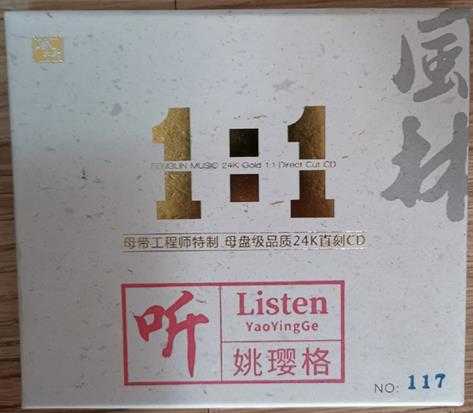 風林
1:1
FENGLIN MUSIC 24K Gold 1:1 Direct Cut CD
母带工程师特制 母盘级品质24K直刻CD
听
Listen
YaoYingGe
姚璎格
NO: 117